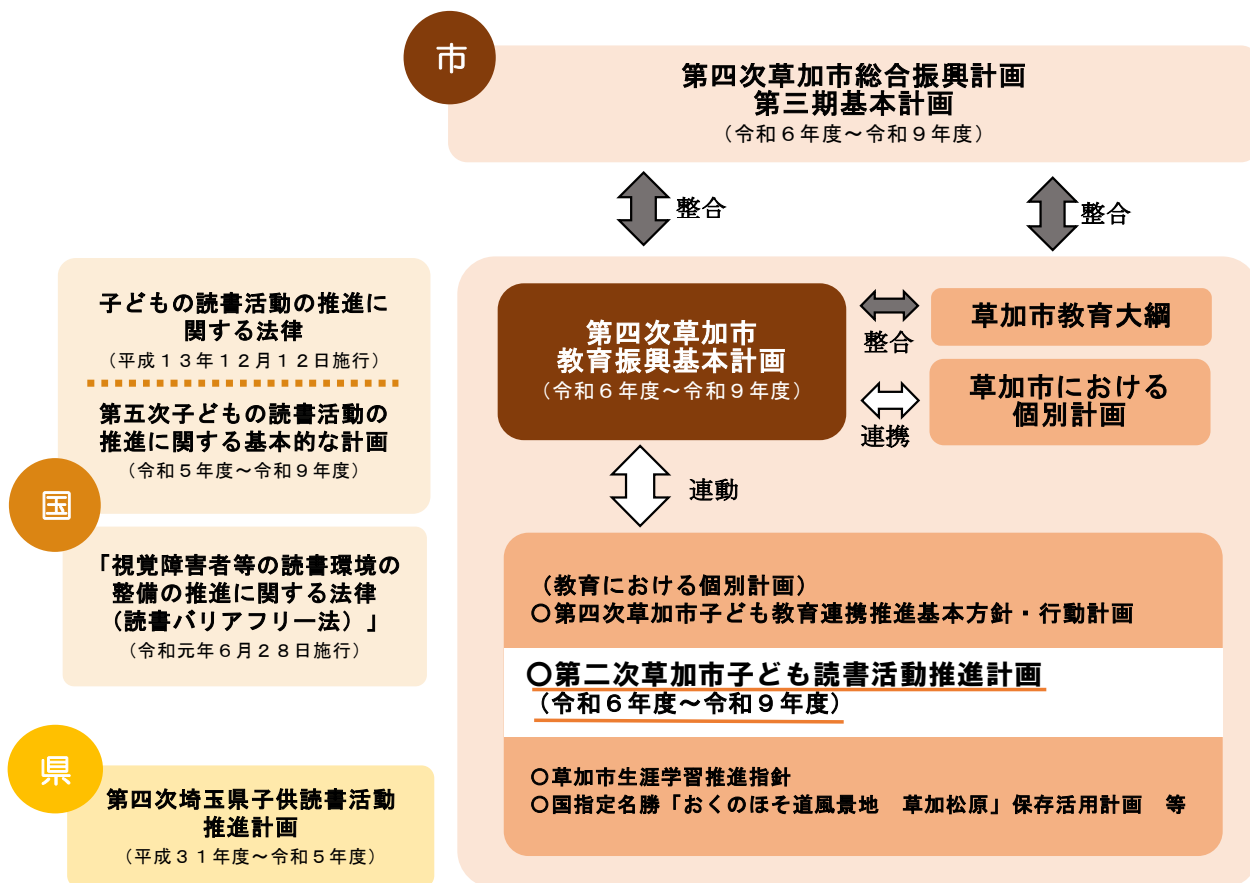 市
第四次草加市総合振興計画
第三期基本計画
（令和６年度～令和９年度）
整合
整合
子どもの読書活動の推進に
関する法律
（平成１３年１２月１２日施行）
第五次子どもの読書活動の
推進に関する基本的な計画
（令和５年度～令和９年度）
国
「視覚障害者等の読書環境の
整備の推進に関する法律
（読書バリアフリー法）」
（令和元年６月２８日施行）
県
第四次埼玉県子供読書活動
推進計画
（平成３１年度～令和５年度）
第四次草加市
教育振興基本計画
（令和６年度～令和９年度）
整合
草加市教育大綱
連携
草加市における
個別計画
連動
（教育における個別計画）
〇第四次草加市子ども教育連携推進基本方針・行動計画
〇第二次草加市子ども読書活動推進計画
（令和６年度～令和９年度）
〇草加市生涯学習推進指針
〇国指定名勝「おくのほそ道風景地　草加松原」保存活用計画　等